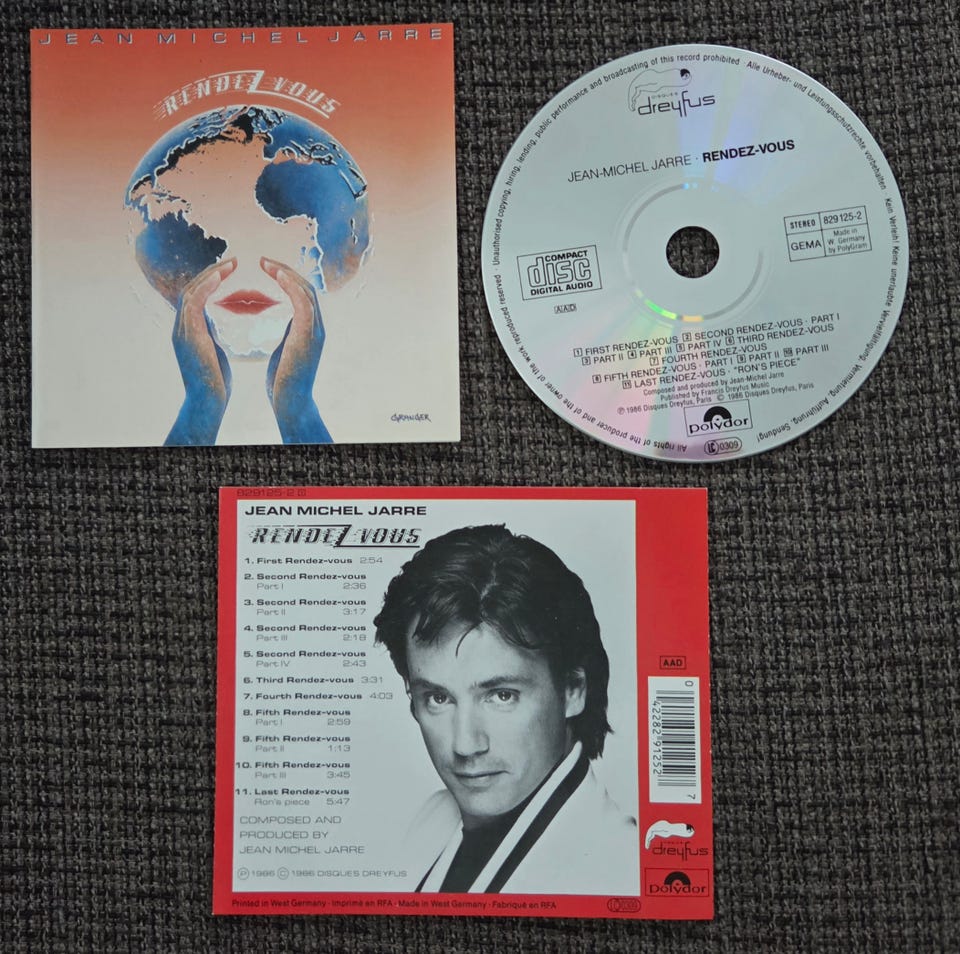 JEAN MICHEL JARRE
RENDEZ VOUS
GRANGER
Unauthorised copying, hiring, lending, public performance and broadcasting of this record prohibited · Alle Urheber- und Leistungsschutzrechte vorbehalten · Kein Verleih! Keine unerlaubte Vervielfältigung, Vermietung, Aufführung, Sendung!
All rights of the producer and of the owner of the work reproduced reserved ·
DISQUES
dreyfus
JEAN-MICHEL JARRE · RENDEZ-VOUS
COMPACT
disc
DIGITAL AUDIO
AAD
STEREO 829 125-2
GEMA
Made in
W. Germany
by PolyGram
1 FIRST RENDEZ-VOUS 2 SECOND RENDEZ-VOUS · PART I
3 PART II 4 PART III 5 PART IV 6 THIRD RENDEZ-VOUS
7 FOURTH RENDEZ-VOUS
8 FIFTH RENDEZ-VOUS · PART I 9 PART II 10 PART III
11 LAST RENDEZ-VOUS · "RON'S PIECE"
Composed and produced by Jean-Michel Jarre
Published by Francis Dreyfus Music
℗ 1986 Disques Dreyfus, Paris © 1986 Disques Dreyfus, Paris
polydor
LC 0309
829125-2
JEAN MICHEL JARRE
RENDEZ VOUS
1. First Rendez-vous 2:54
2. Second Rendez-vous
Part I 2:36
3. Second Rendez-vous
Part II 3:17
4. Second Rendez-vous
Part III 2:18
5. Second Rendez-vous
Part IV 2:43
6. Third Rendez-vous 3:31
7. Fourth Rendez-vous 4:03
8. Fifth Rendez-vous
Part I 2:59
9. Fifth Rendez-vous
Part II 1:13
10. Fifth Rendez-vous
Part III 3:45
11. Last Rendez-vous
Ron's piece 5:47
COMPOSED AND
PRODUCED BY
JEAN MICHEL JARRE
℗ 1986 © 1986 DISQUES DREYFUS
AAD
0 42282 91252 7
dreyfus
polydor
Printed in West Germany · Imprimé en RFA · Made in West Germany · Fabriqué en RFA
LC 0309